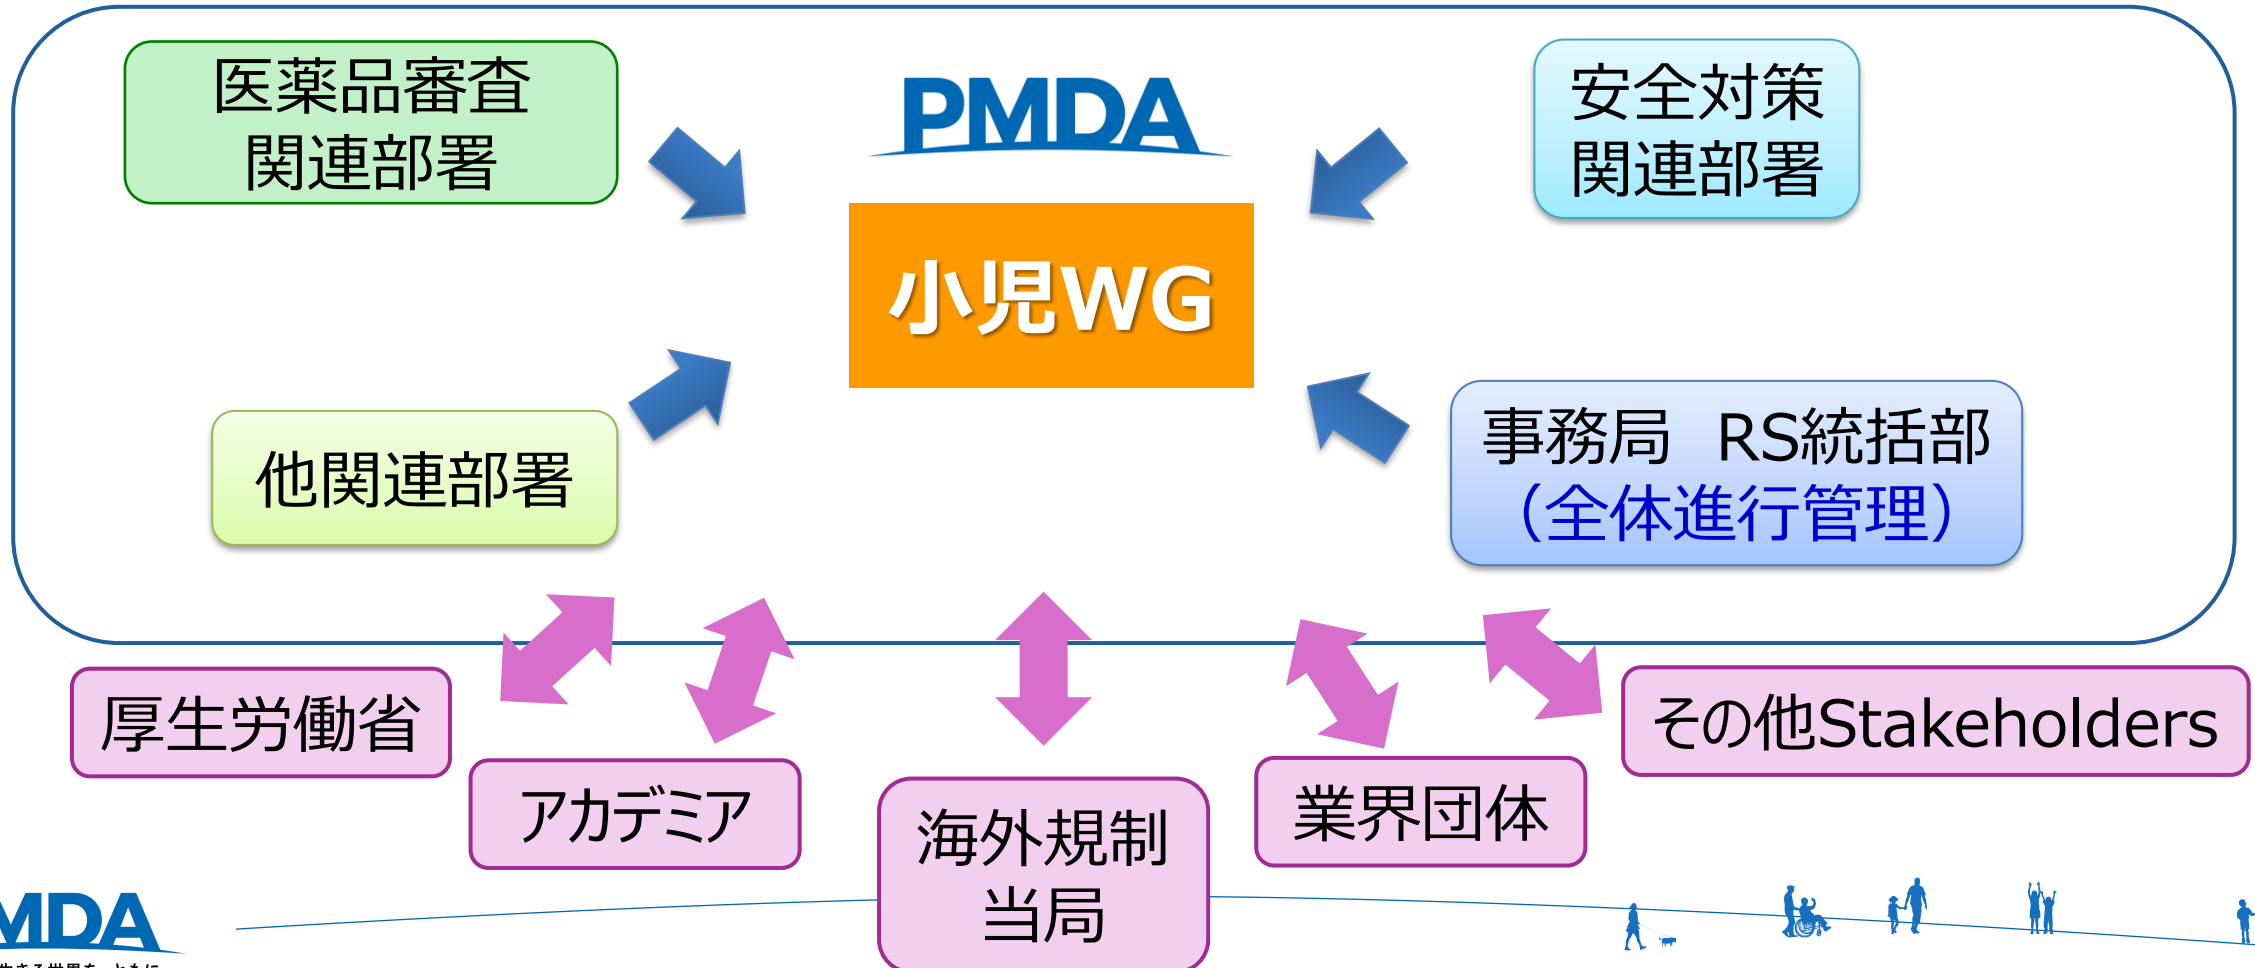 医薬品審査
関連部署
PMDA
安全対策
関連部署
小児WG
他関連部署
事務局　RS統括部
（全体進行管理）
厚生労働省
アカデミア
海外規制
当局
業界団体
その他Stakeholders
MDA